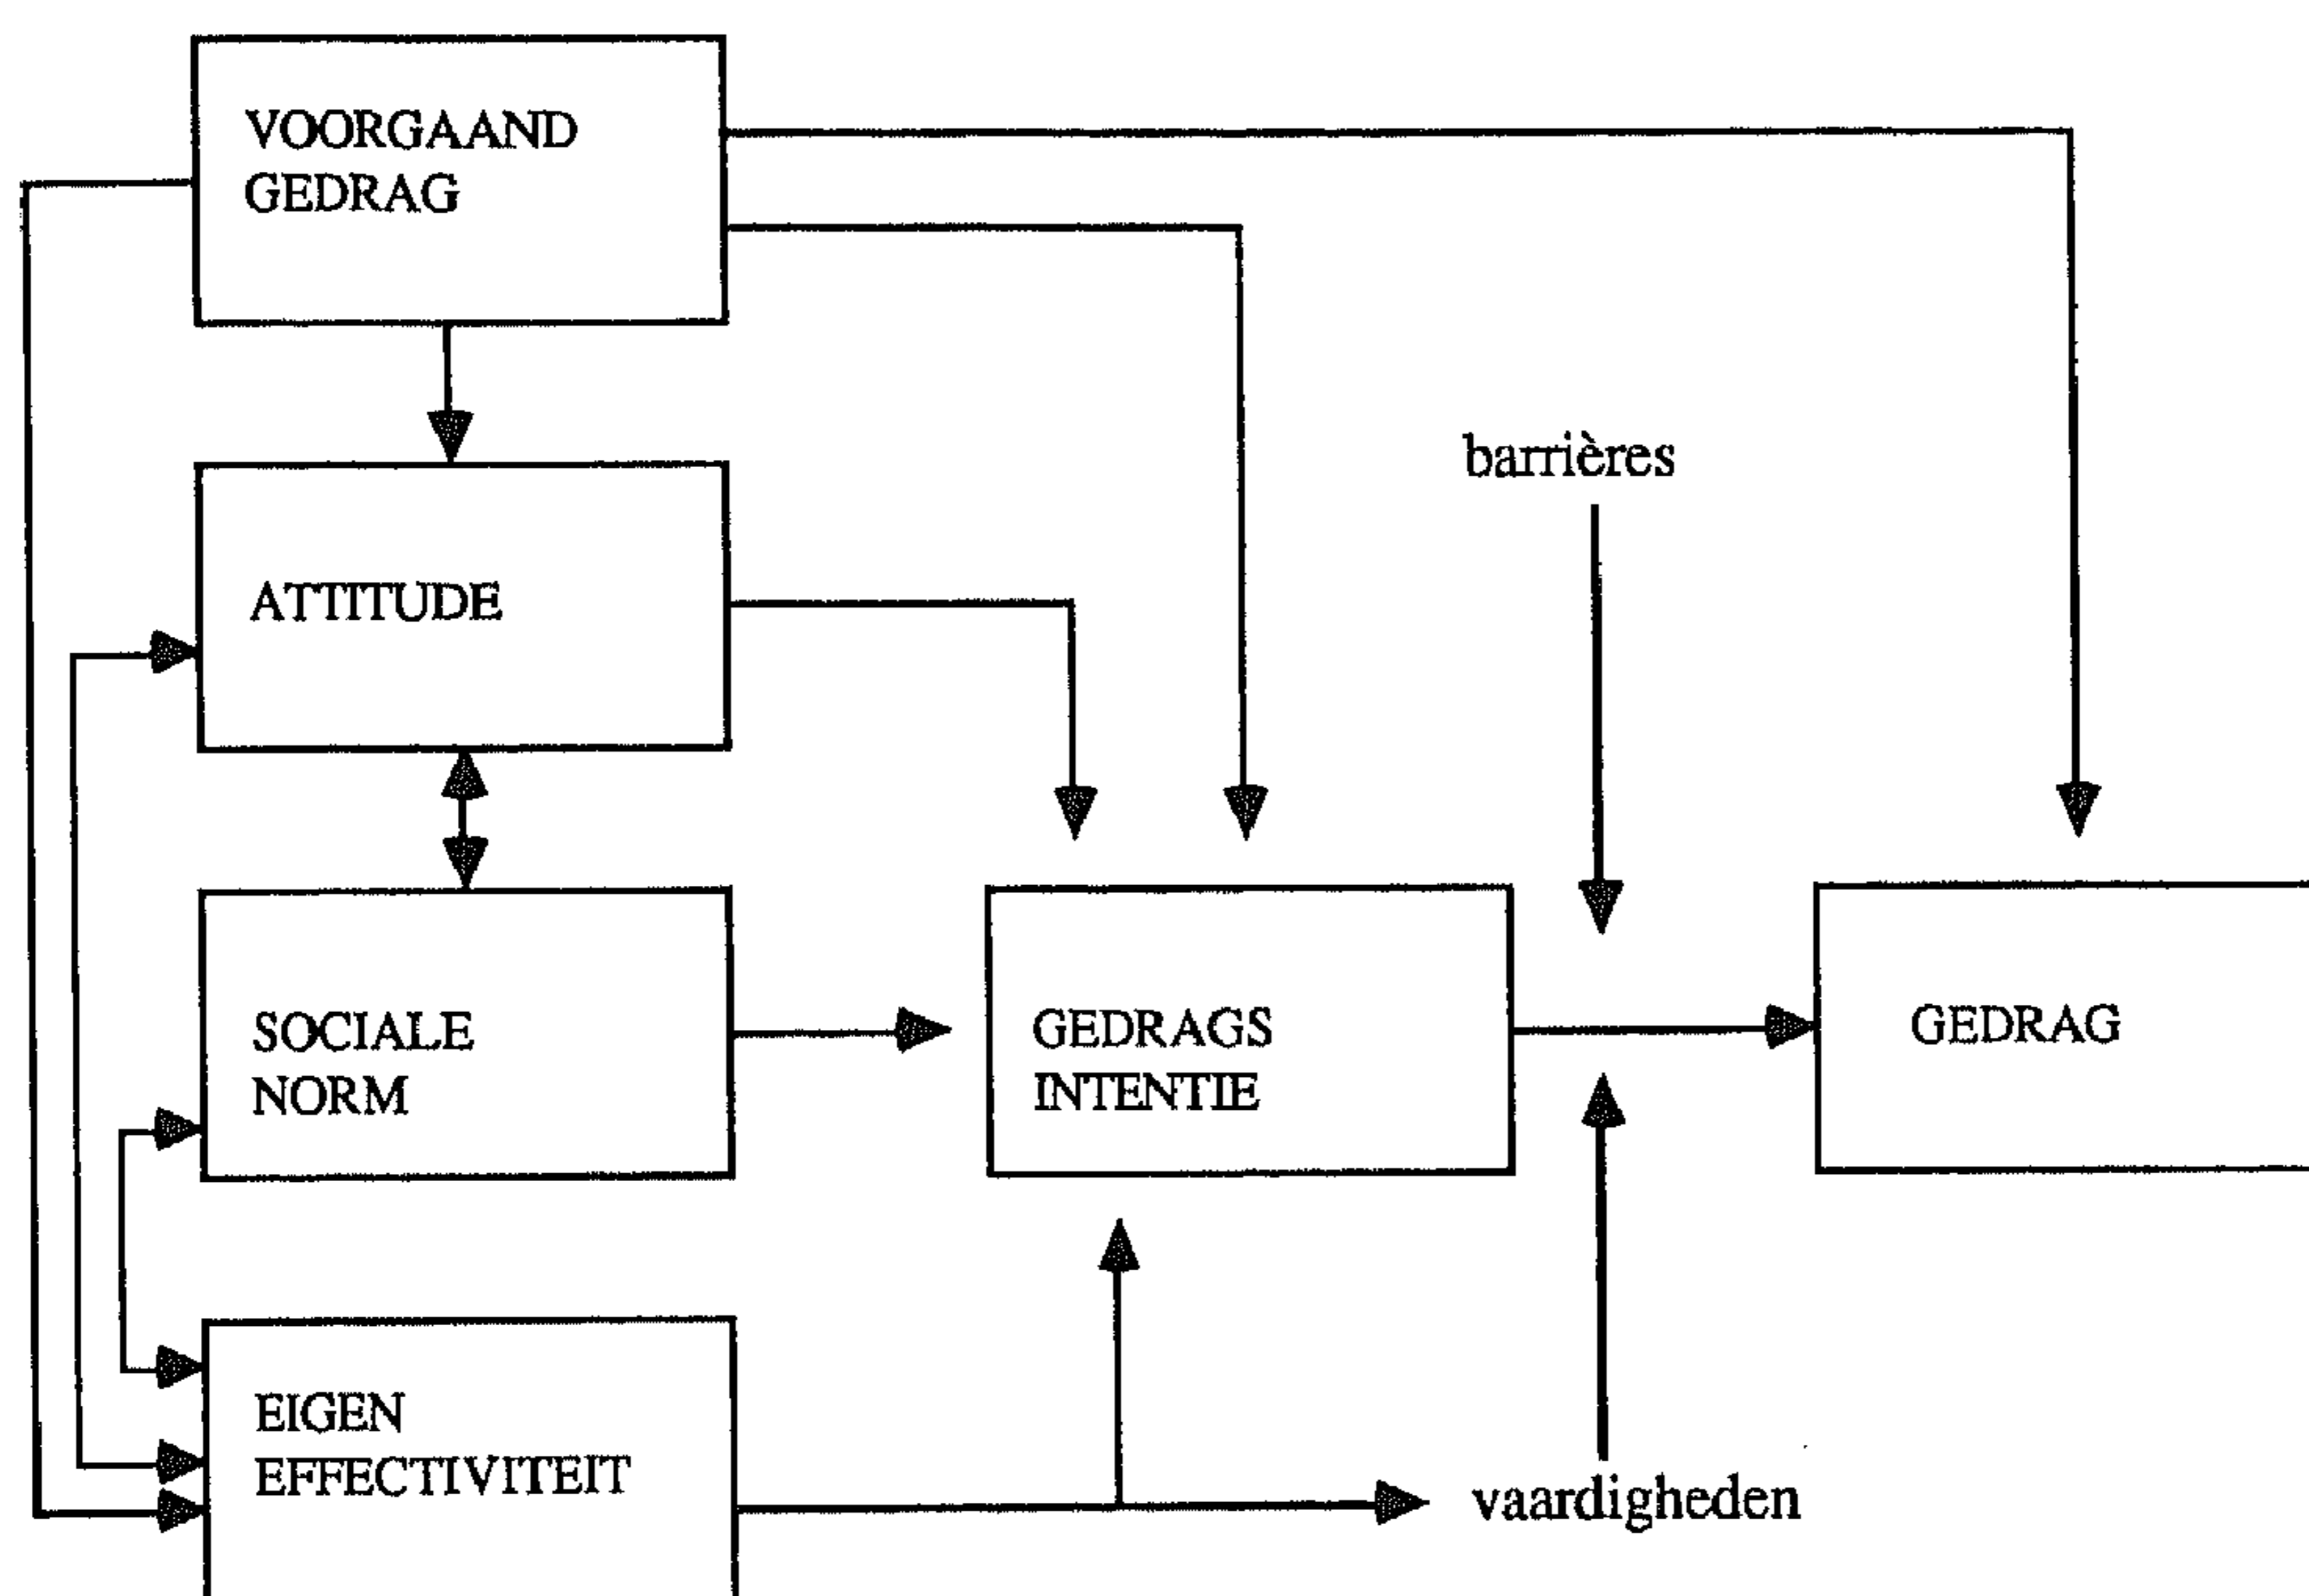 VOORGAAND
GEDRAG
barrières
ATTITUDE
SOCIALE
NORM
GEDRAGS
INTENTIE
GEDRAG
EIGEN
EFFECTIVITEIT
vaardigheden